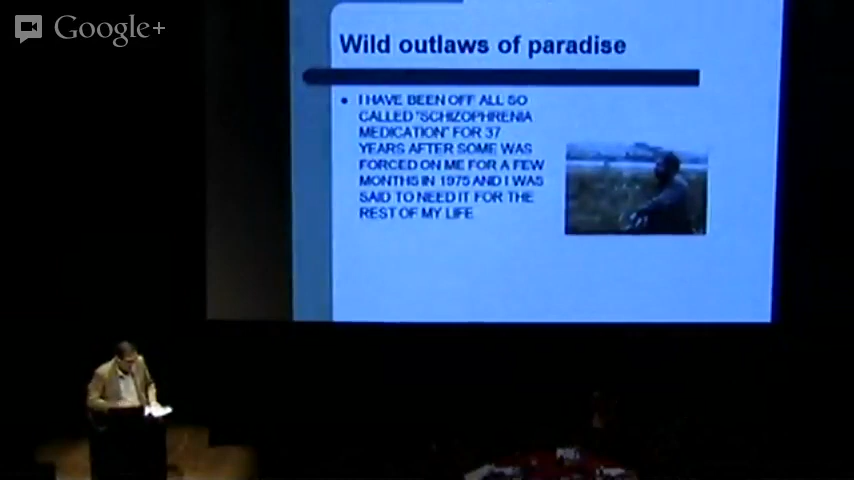 Google+
Wild outlaws of paradise
• I HAVE BEEN OFF ALL SO
CALLED "SCHIZOPHRENIA
MEDICATION" FOR 37
YEARS AFTER SOME WAS
FORCED ON ME FOR A FEW
MONTHS IN 1975 AND I WAS
SAID TO NEED IT FOR THE
REST OF MY LIFE